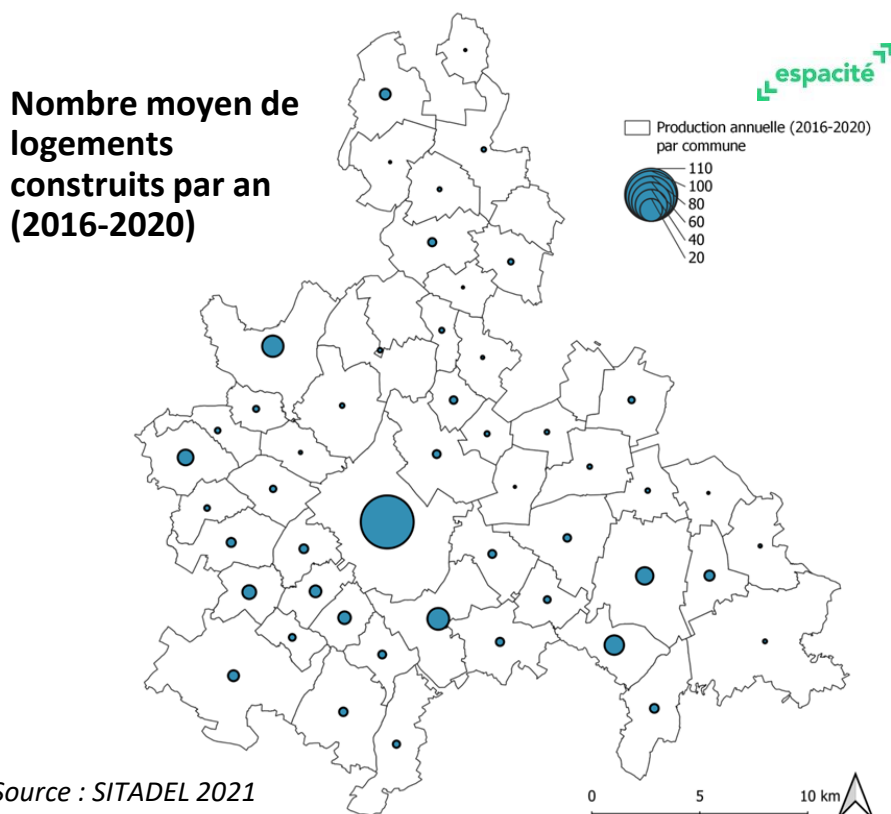 Nombre moyen de
logements
construits par an
(2016-2020)
espacité
Production annuelle (2016-2020)
par commune
110
100
80
60
40
20
Source : SITADEL 2021
0 5 10 km